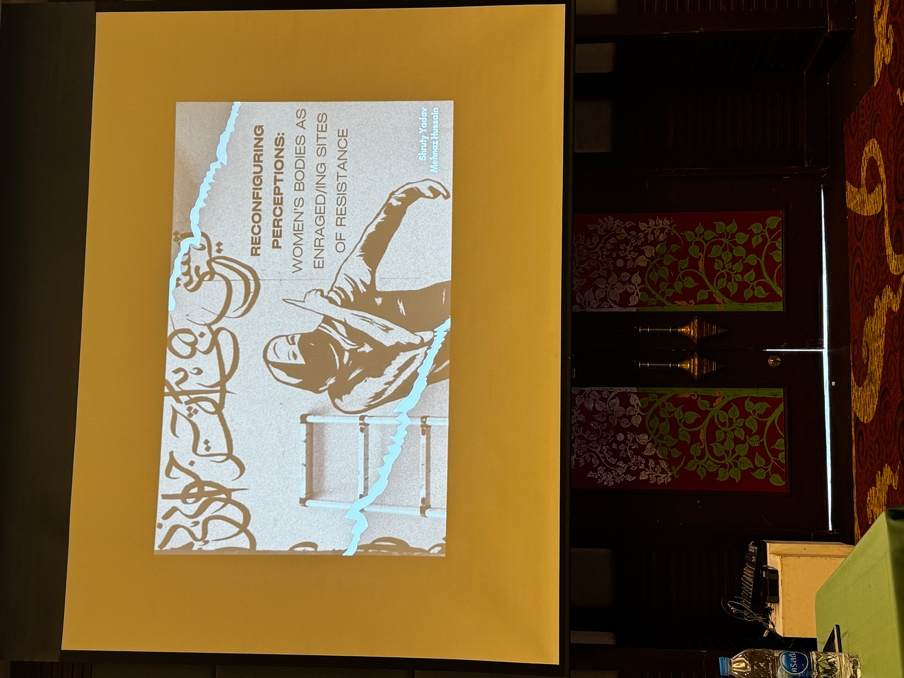 RECONFIGURING
PERCEPTIONS:
WOMEN'S BODIES AS
ENRAGED/ING SITES
OF RESISTANCE
Shruty Yadav
Mehnaz Hussain